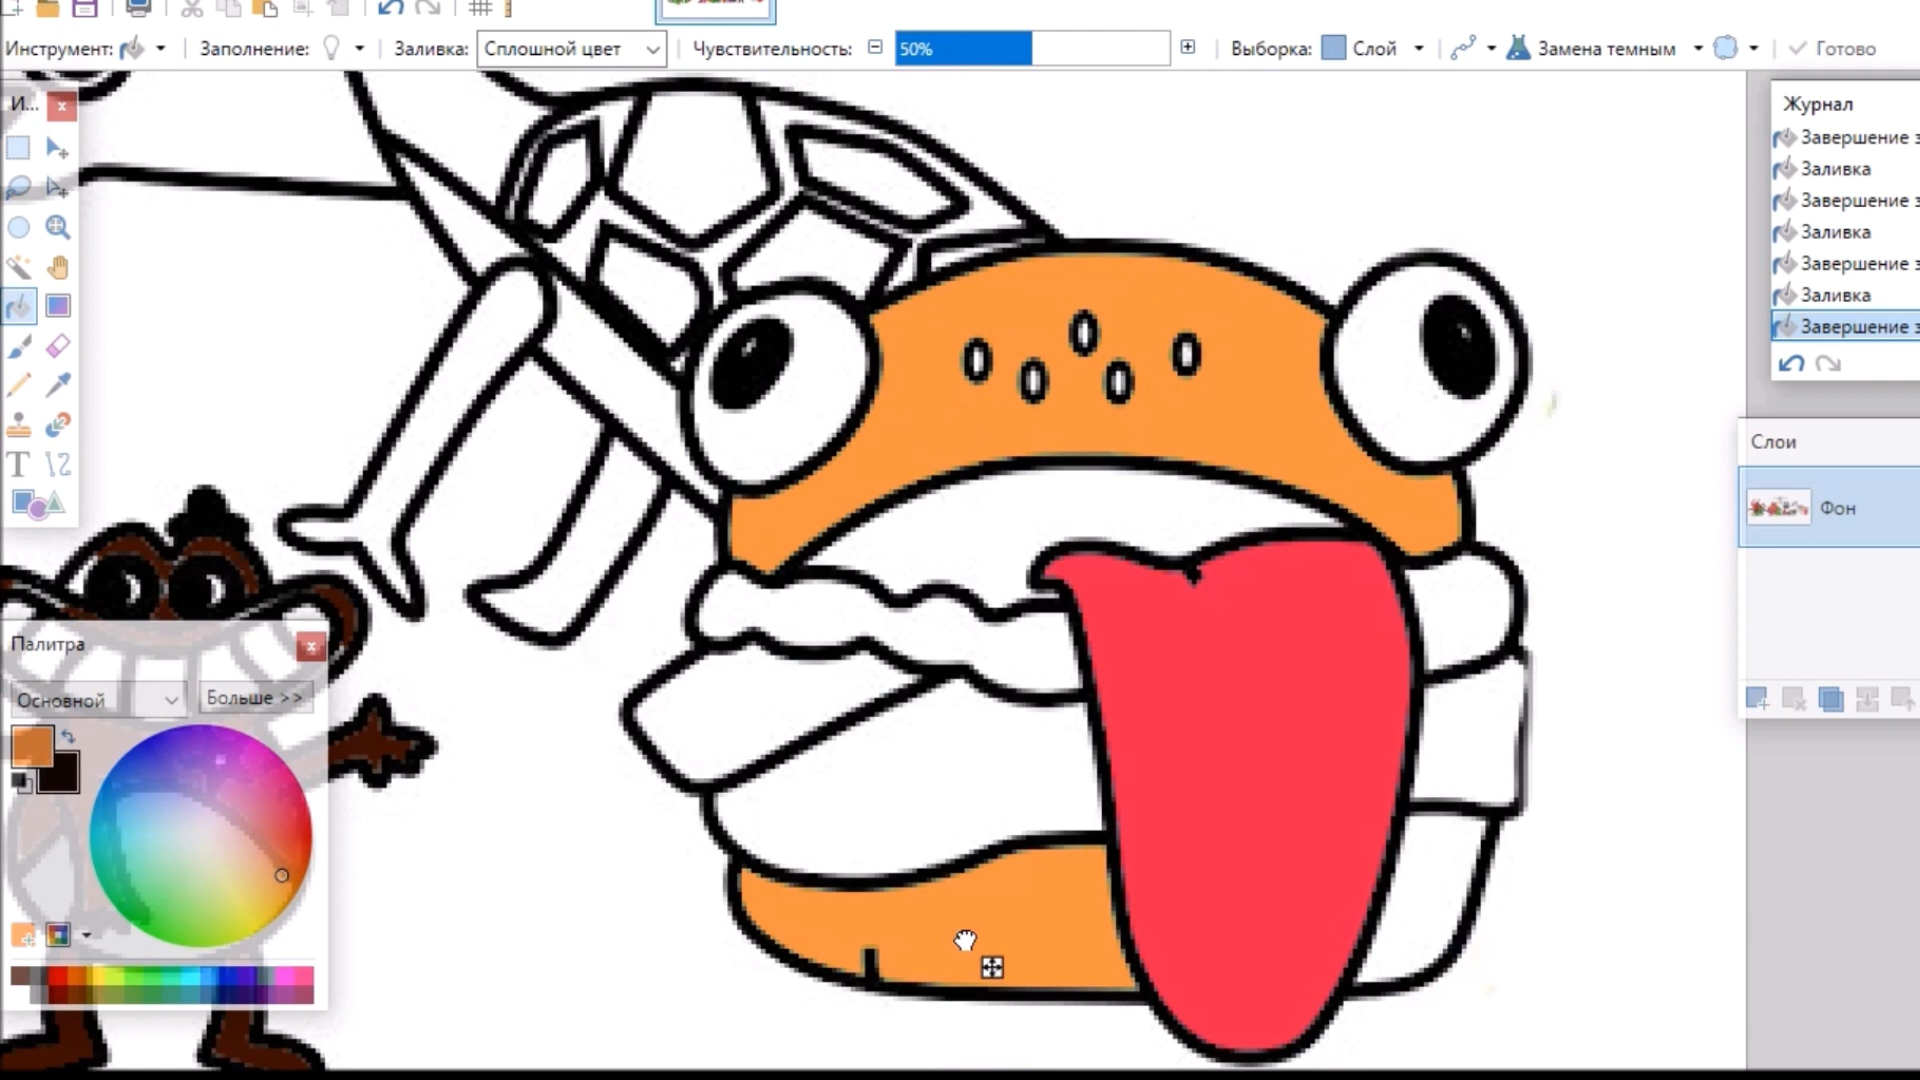 Инструмент: Заполнение: Заливка: Сплошной цвет Чувствительность: 50% Выборка: Слой Замена темным Готово
И...
Журнал
Завершение з
Заливка
Завершение з
Заливка
Завершение з
Заливка
Завершение з
Слои
Фон
Палитра
Основной Больше >>